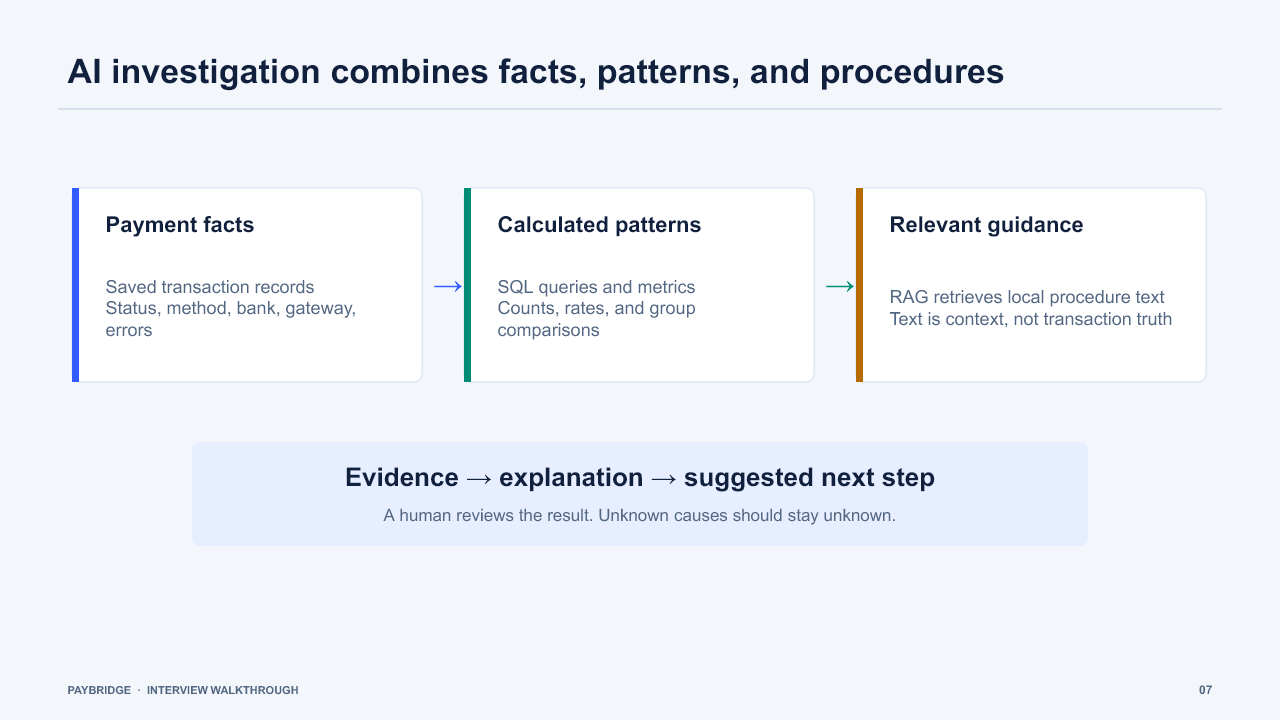 AI investigation combines facts, patterns, and procedures
Payment facts
Saved transaction records
Status, method, bank, gateway,
errors
→
Calculated patterns
SQL queries and metrics
Counts, rates, and group
comparisons
→
Relevant guidance
RAG retrieves local procedure text
Text is context, not transaction truth
Evidence → explanation → suggested next step
A human reviews the result. Unknown causes should stay unknown.
PAYBRIDGE · INTERVIEW WALKTHROUGH
07